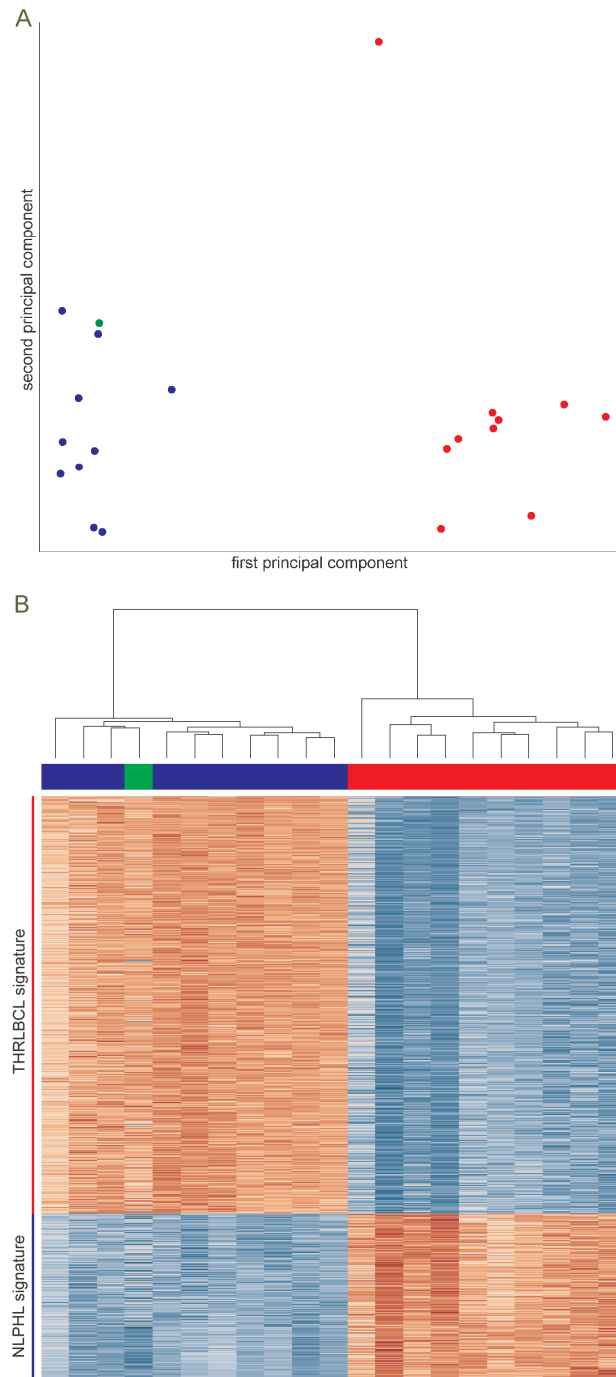 A
second principal component
first principal component
B
THRLBCL signature
NLPHL signature